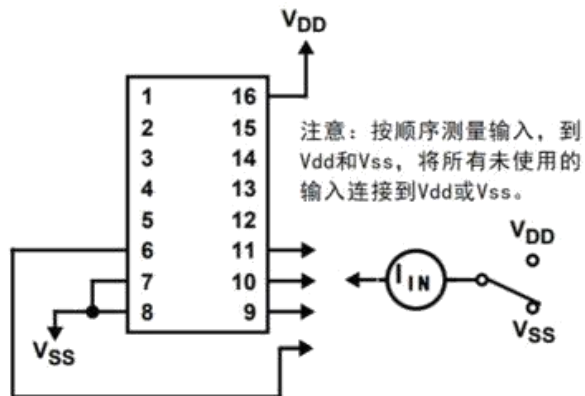 VDD
1 16
2 15
3 14
4 13
5 12
6 11
7 10
8 9
VSS
注意：按顺序测量输入，到
Vdd和Vss，将所有未使用的
输入连接到Vdd或Vss。
VDD
IIN
VSS